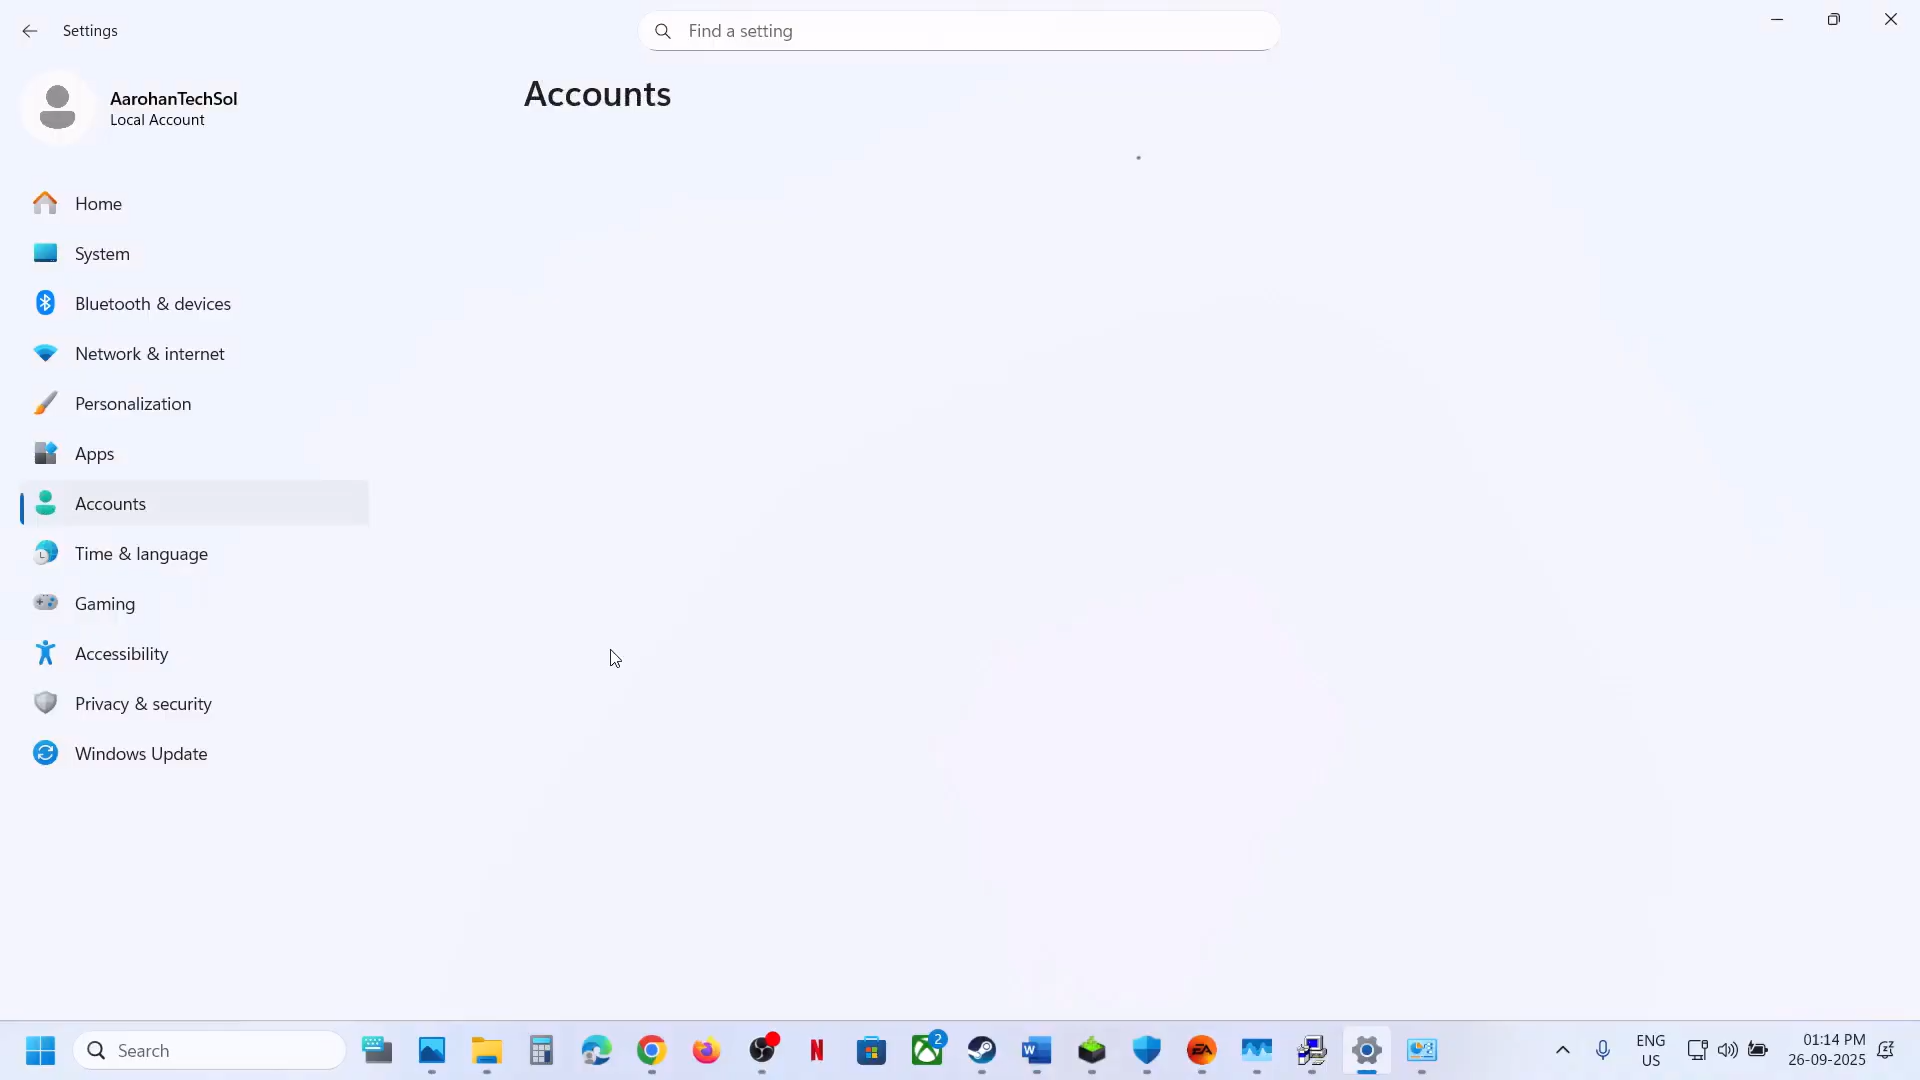 Settings
Find a setting
AarohanTechSol
Local Account
Accounts
Home
System
Bluetooth & devices
Network & internet
Personalization
Apps
Accounts
Time & language
Gaming
Accessibility
Privacy & security
Windows Update
Search
2
ENG
US
01:14 PM
26-09-2025